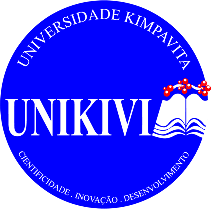 UNIVERSIDADE KIMPAVITA
UNIKIVI
CIENTIFICIDADE . INOVAÇÃO . DESENVOLVIMENTO